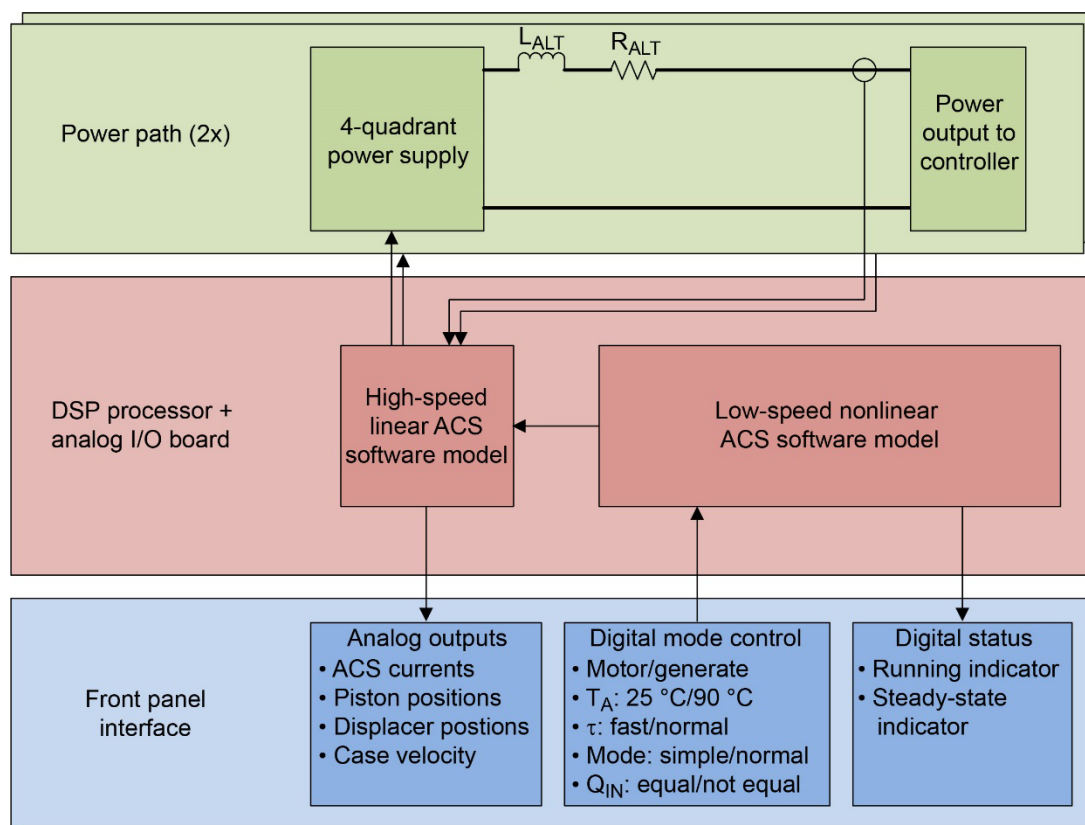 L_ALT
R_ALT
Power path (2x)
4-quadrant
power supply
Power
output to
controller
DSP processor +
analog I/O board
High-speed
linear ACS
software model
Low-speed nonlinear
ACS software model
Front panel
interface
Analog outputs
• ACS currents
• Piston positions
• Displacer postions
• Case velocity
Digital mode control
• Motor/generate
• T_A: 25 °C/90 °C
• τ: fast/normal
• Mode: simple/normal
• Q_IN: equal/not equal
Digital status
• Running indicator
• Steady-state
indicator